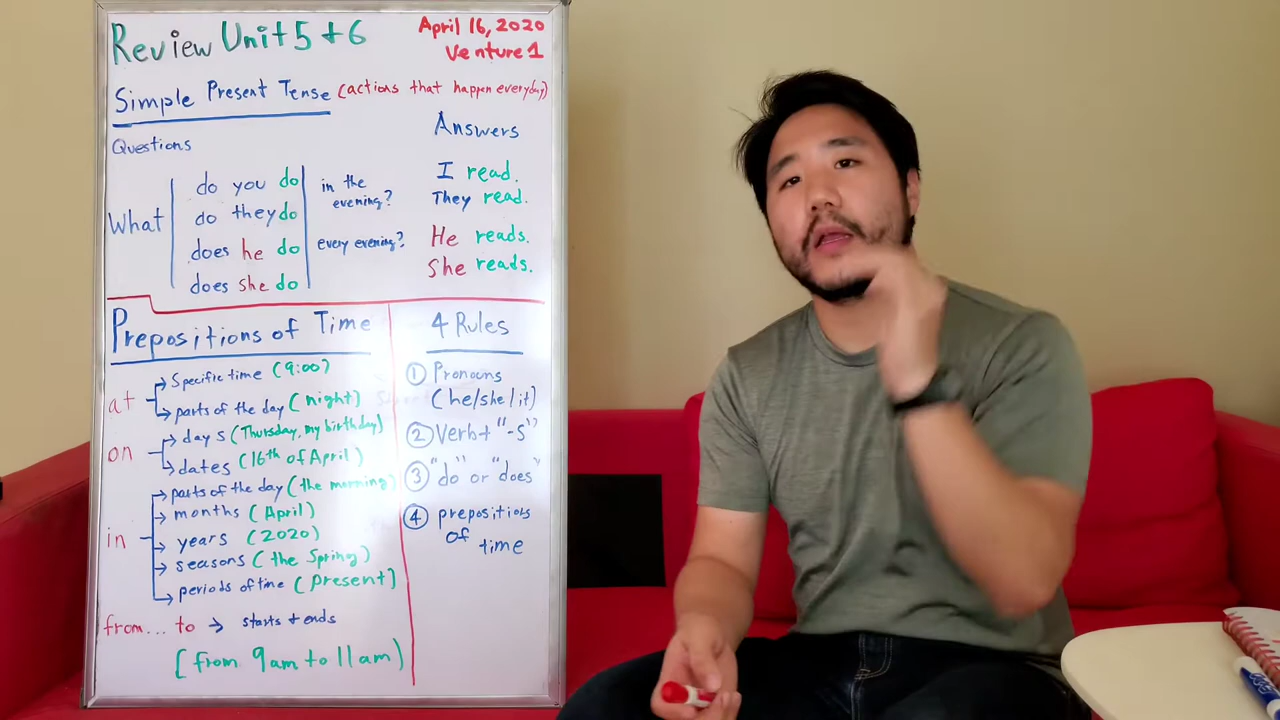 Review Unit 5 + 6
April 16, 2020
Venture 1
Simple Present Tense (actions that happen everyday)
Questions
What
do you do
do they do
does he do
does she do
in the
evening?
every evening?
Answers
I read.
They read.
He reads.
She reads.
Prepositions of Time
at
Specific time (9:00)
parts of the day (night)
on
days (Thursday, my birthday)
dates (16th of April)
in
parts of the day (the morning)
months (April)
years (2020)
seasons (the Spring)
periods of time (present)
from... to → starts + ends
(from 9am to 11am)
4 Rules
① Pronouns
(he/she/it)
② Verb + "-s"
③ "do" or "does"
④ prepositions
of time